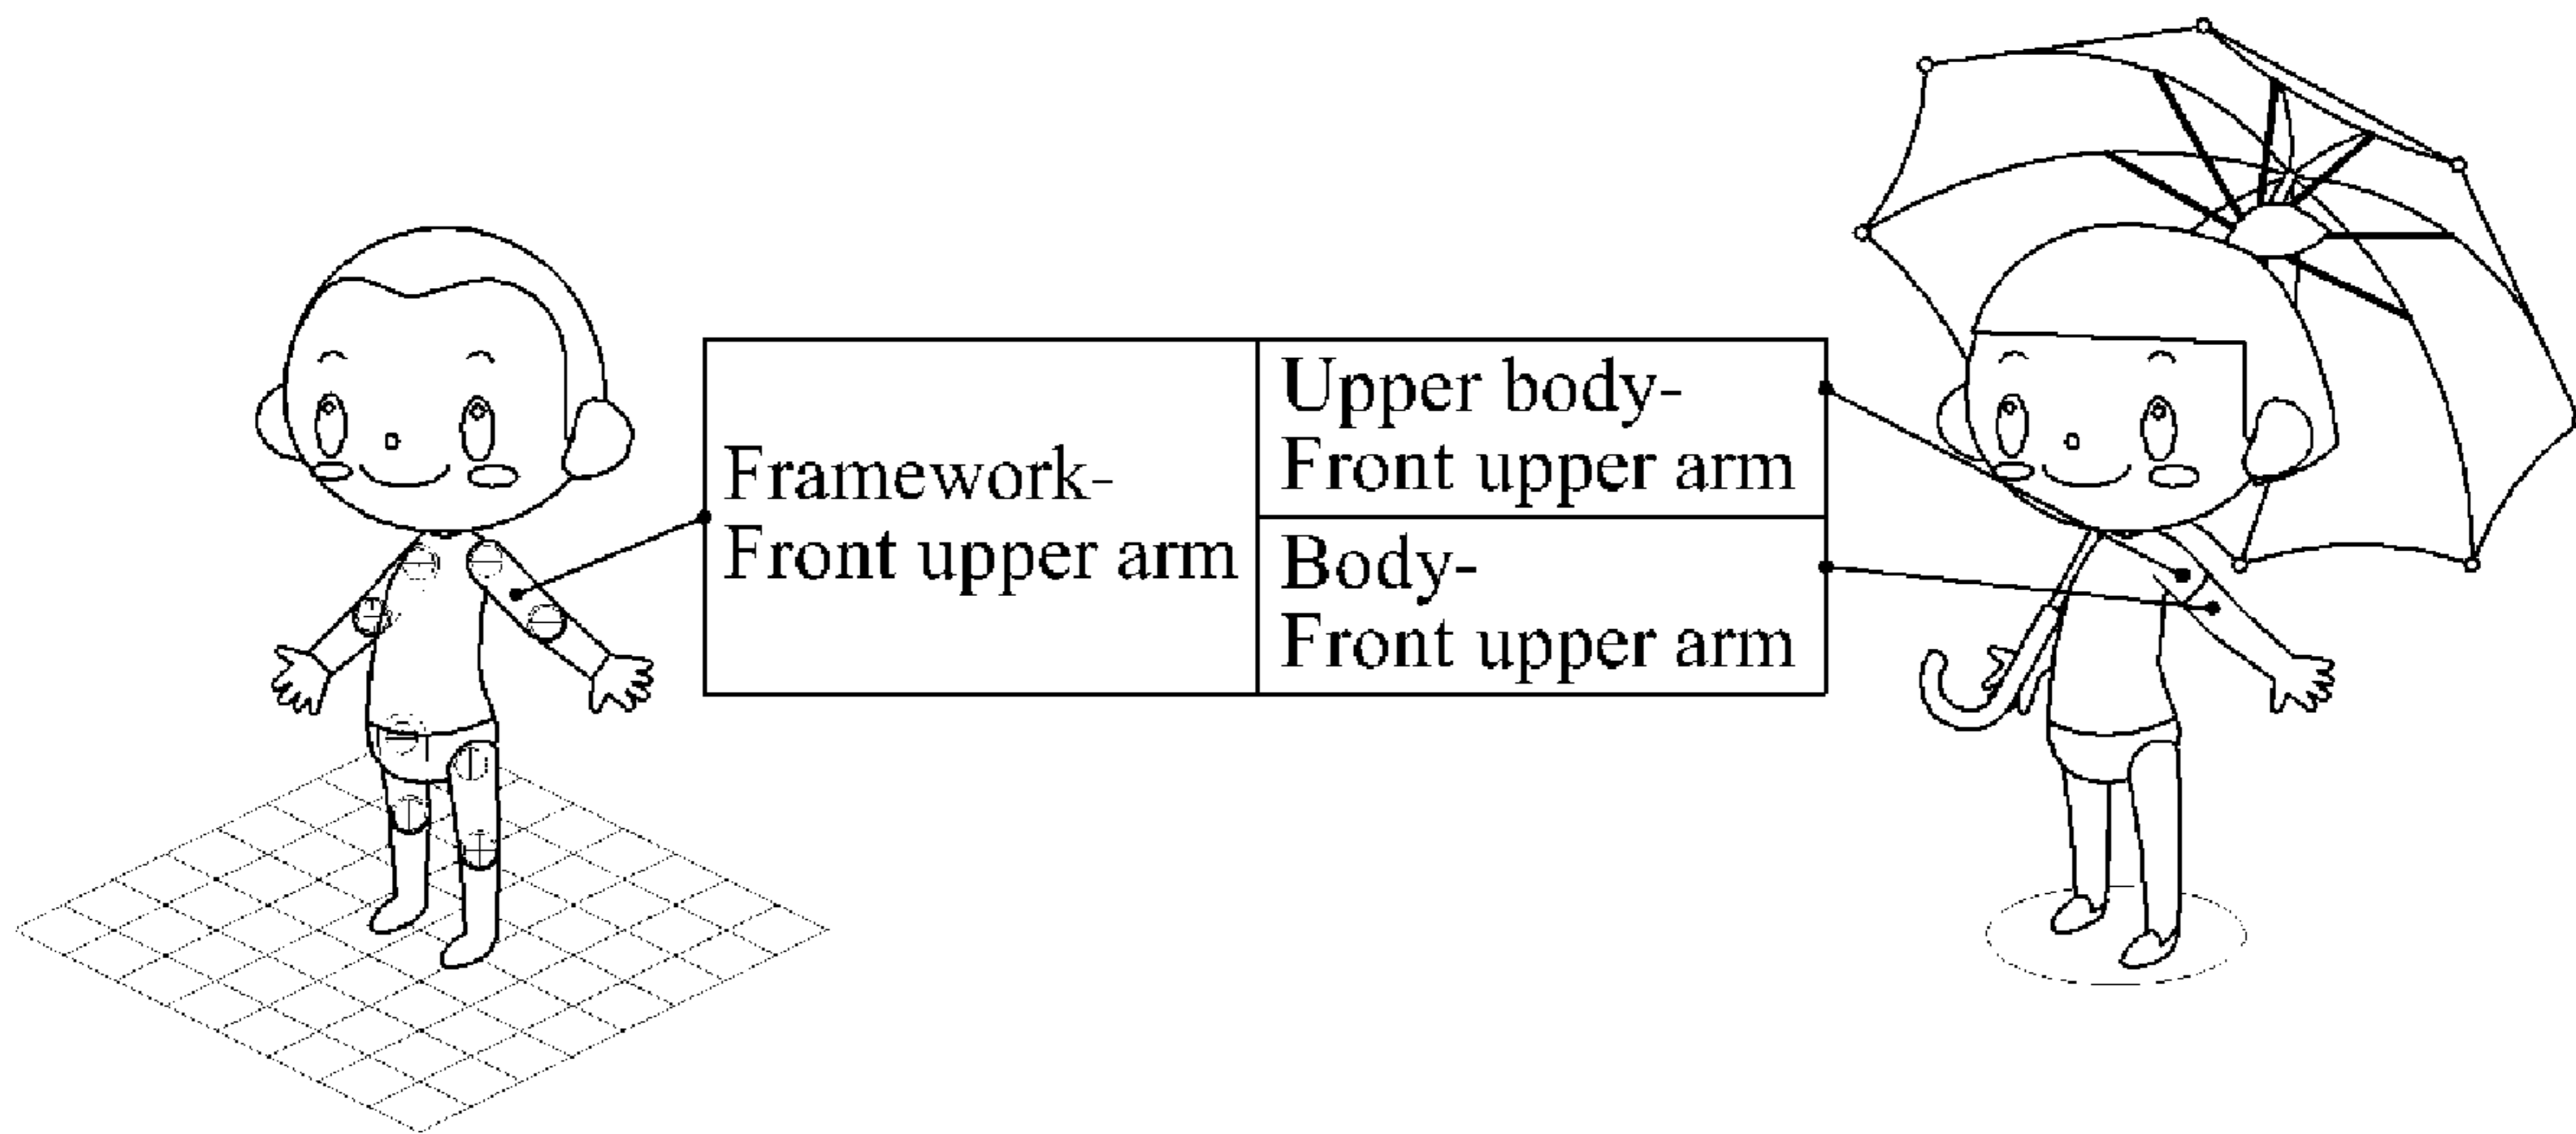 Framework-
Front upper arm
Upper body-
Front upper arm
Body-
Front upper arm